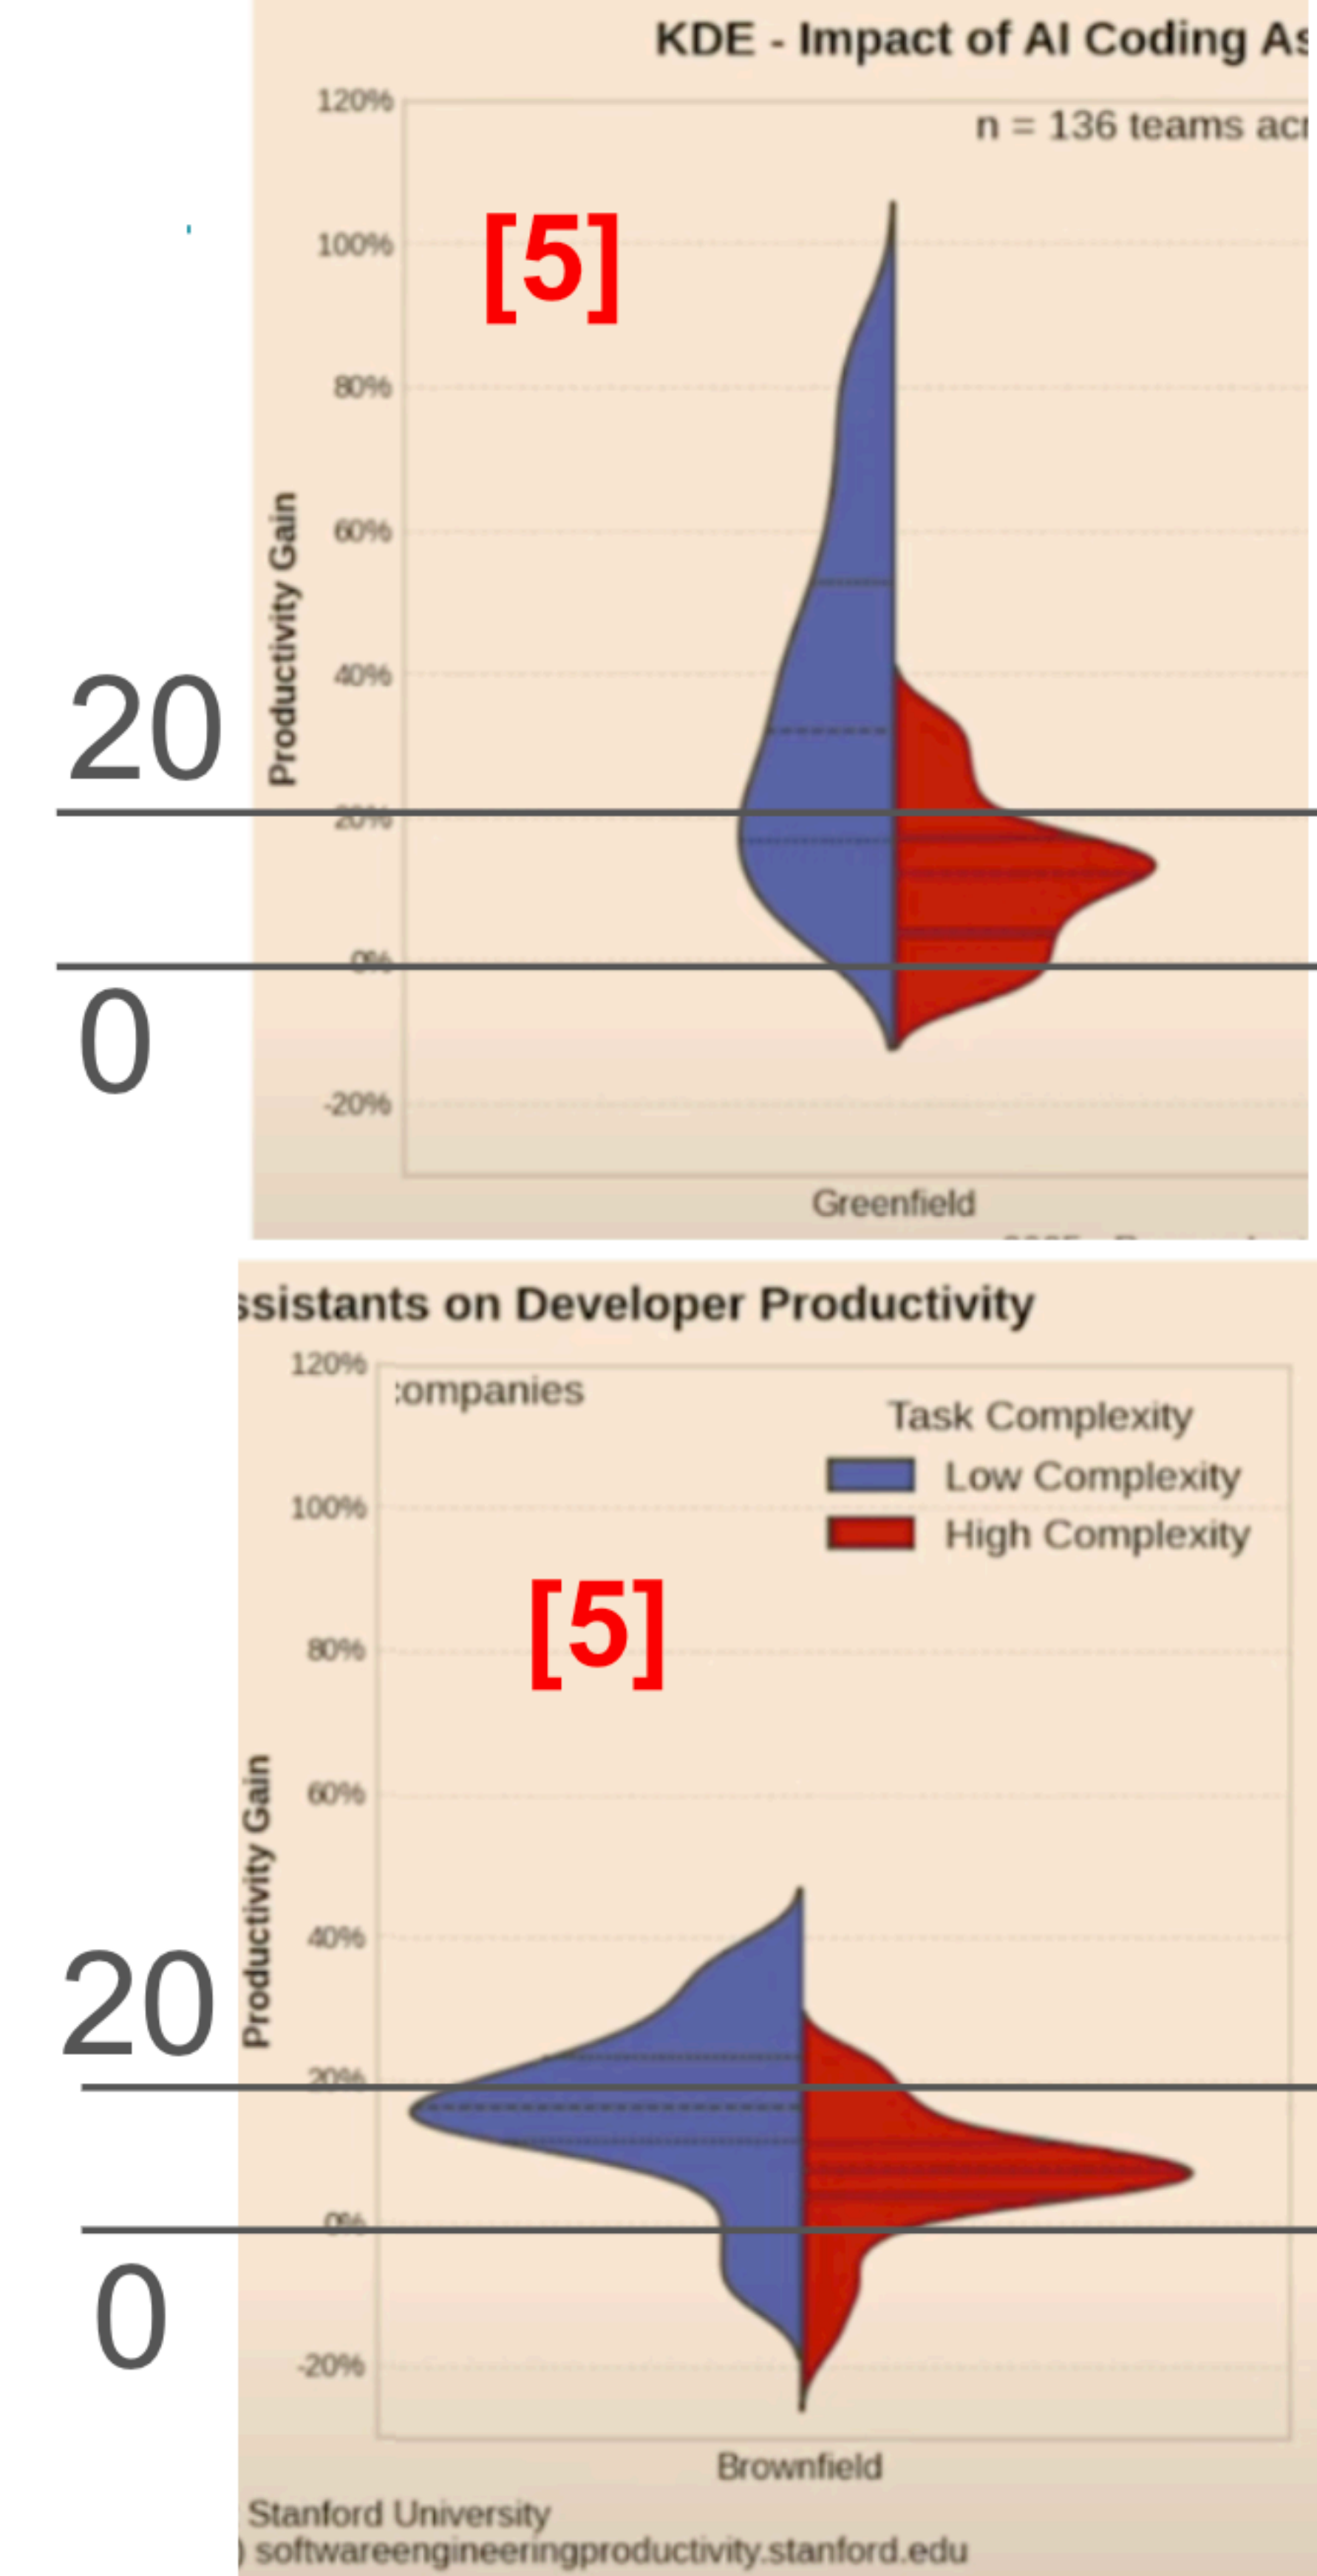 KDE - Impact of AI Coding As
120%
n = 136 teams acr
[5]
100%
80%
60%
Productivity Gain
40%
20
20%
0%
0
-20%
Greenfield
ssistants on Developer Productivity
120%
companies
Task Complexity
Low Complexity
High Complexity
100%
[5]
80%
60%
Productivity Gain
40%
20
20%
0%
0
-20%
Brownfield
Stanford University
) softwareengineeringproductivity.stanford.edu